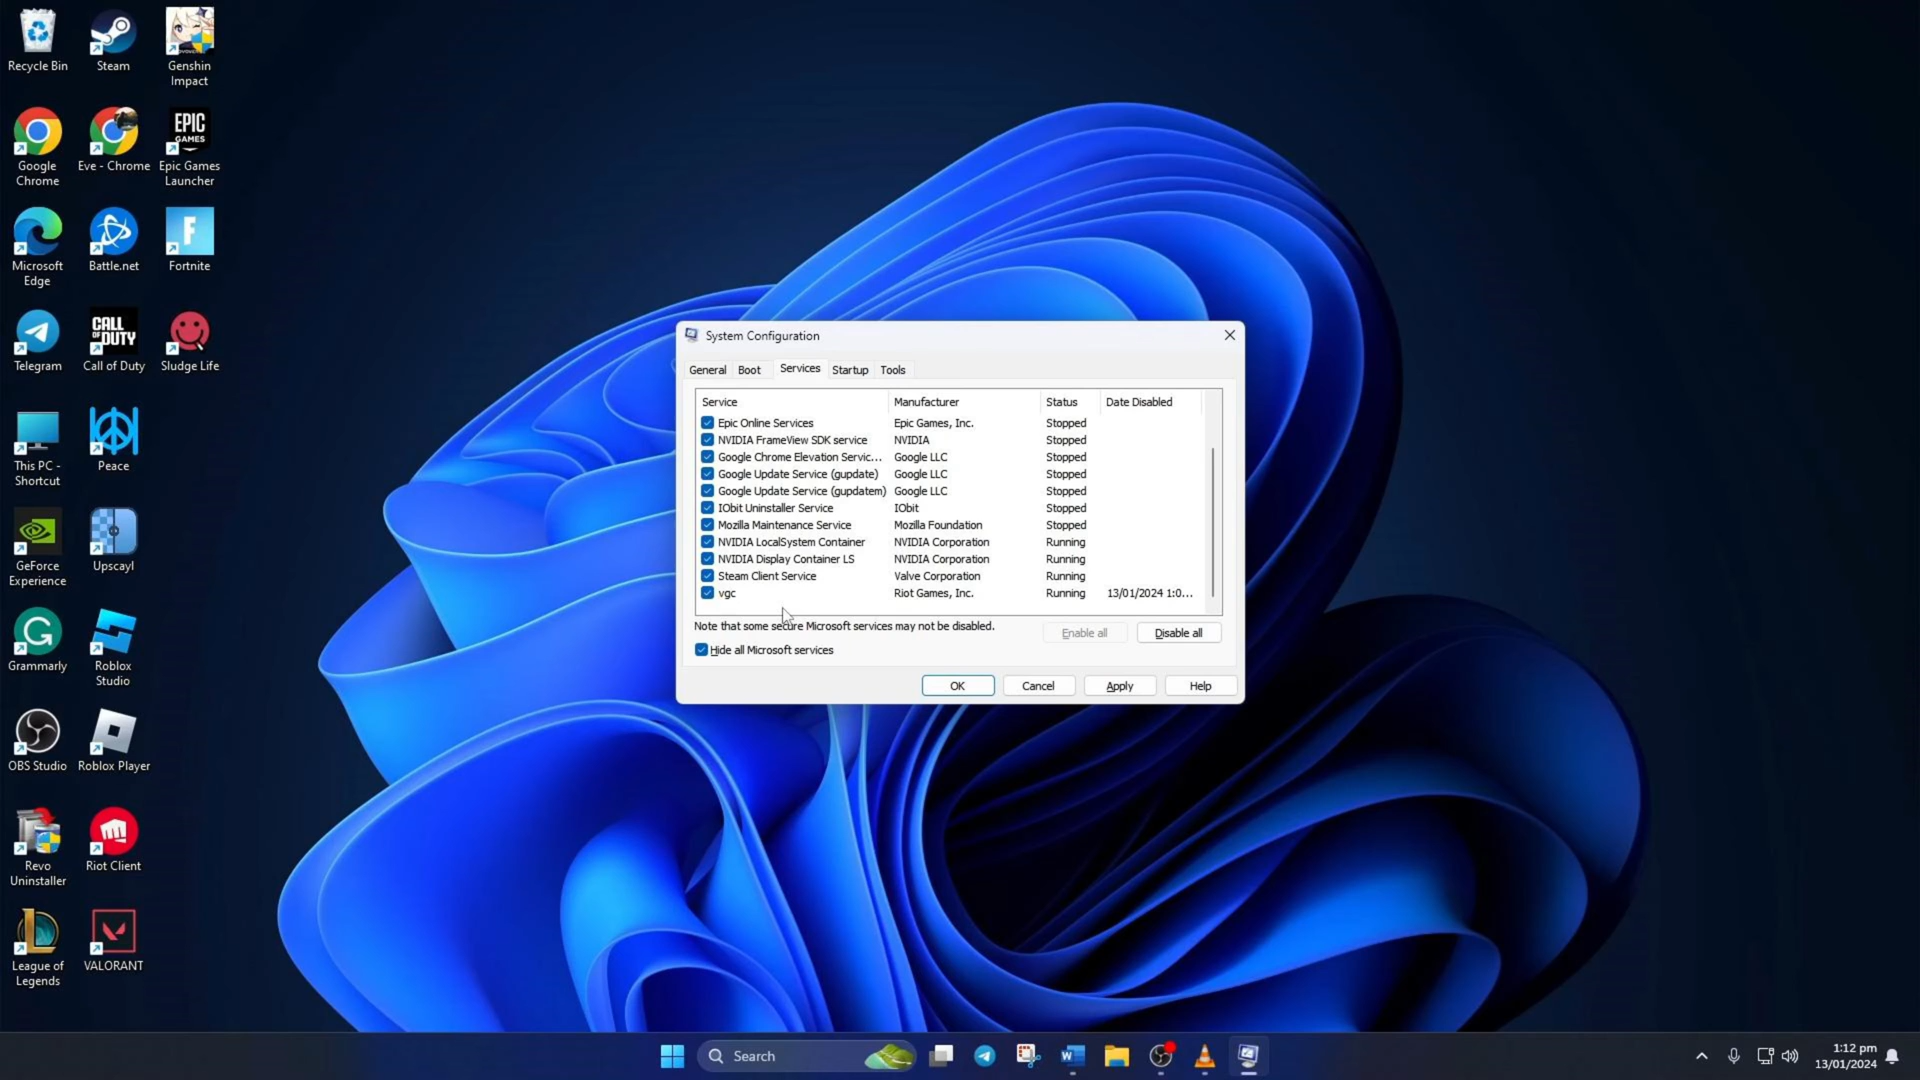 Recycle Bin
Steam
Genshin
Impact
Google
Chrome
Eve - Chrome
EPIC
GAMES
Epic Games
Launcher
Microsoft
Edge
Battle.net
F
Fortnite
Telegram
CALL
OF DUTY
Call of Duty
Sludge Life
This PC -
Shortcut
Peace
GeForce
Experience
Upscayl
Grammarly
Roblox
Studio
OBS Studio
Roblox Player
Revo
Uninstaller
Riot Client
League of
Legends
VALORANT
System Configuration
General Boot Services Startup Tools
Service Manufacturer Status Date Disabled
Epic Online Services Epic Games, Inc. Stopped
NVIDIA FrameView SDK service NVIDIA Stopped
Google Chrome Elevation Servic... Google LLC Stopped
Google Update Service (gupdate) Google LLC Stopped
Google Update Service (gupdatem) Google LLC Stopped
IObit Uninstaller Service IObit Stopped
Mozilla Maintenance Service Mozilla Foundation Stopped
NVIDIA LocalSystem Container NVIDIA Corporation Running
NVIDIA Display Container LS NVIDIA Corporation Running
Steam Client Service Valve Corporation Running
vgc Riot Games, Inc. Running 13/01/2024 1:0...
Note that some secure Microsoft services may not be disabled.
Enable all Disable all
Hide all Microsoft services
OK Cancel Apply Help
Search
1:12 pm
13/01/2024